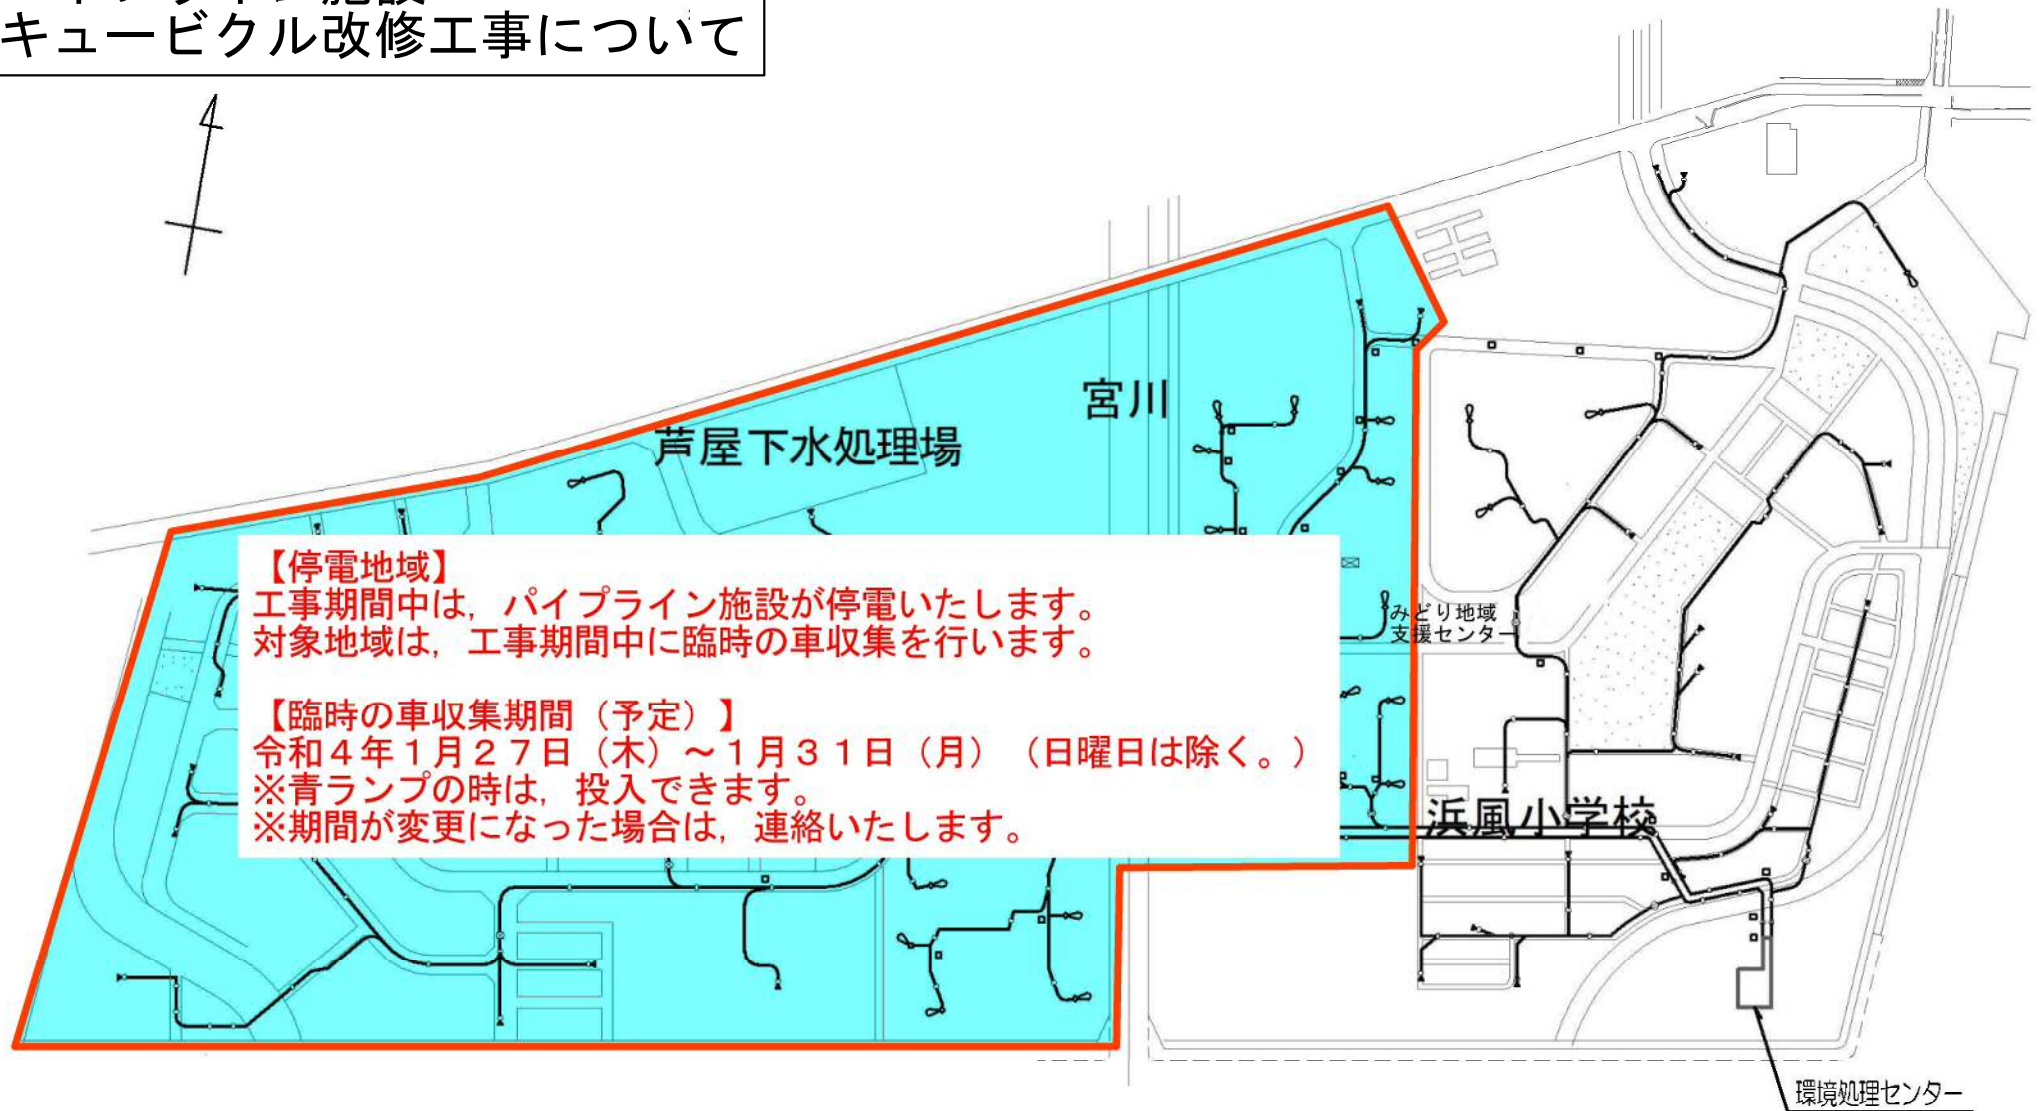 キュービクル改修工事について
宮川
芦屋下水処理場
【停電地域】
工事期間中は，パイプライン施設が停電いたします。
対象地域は，工事期間中に臨時の車収集を行います。
みどり地域
支援センター
【臨時の車収集期間（予定）】
令和４年１月２７日（木）～１月３１日（月）（日曜日は除く。）
※青ランプの時は，投入できます。
※期間が変更になった場合は，連絡いたします。
浜風小学校
環境処理センター